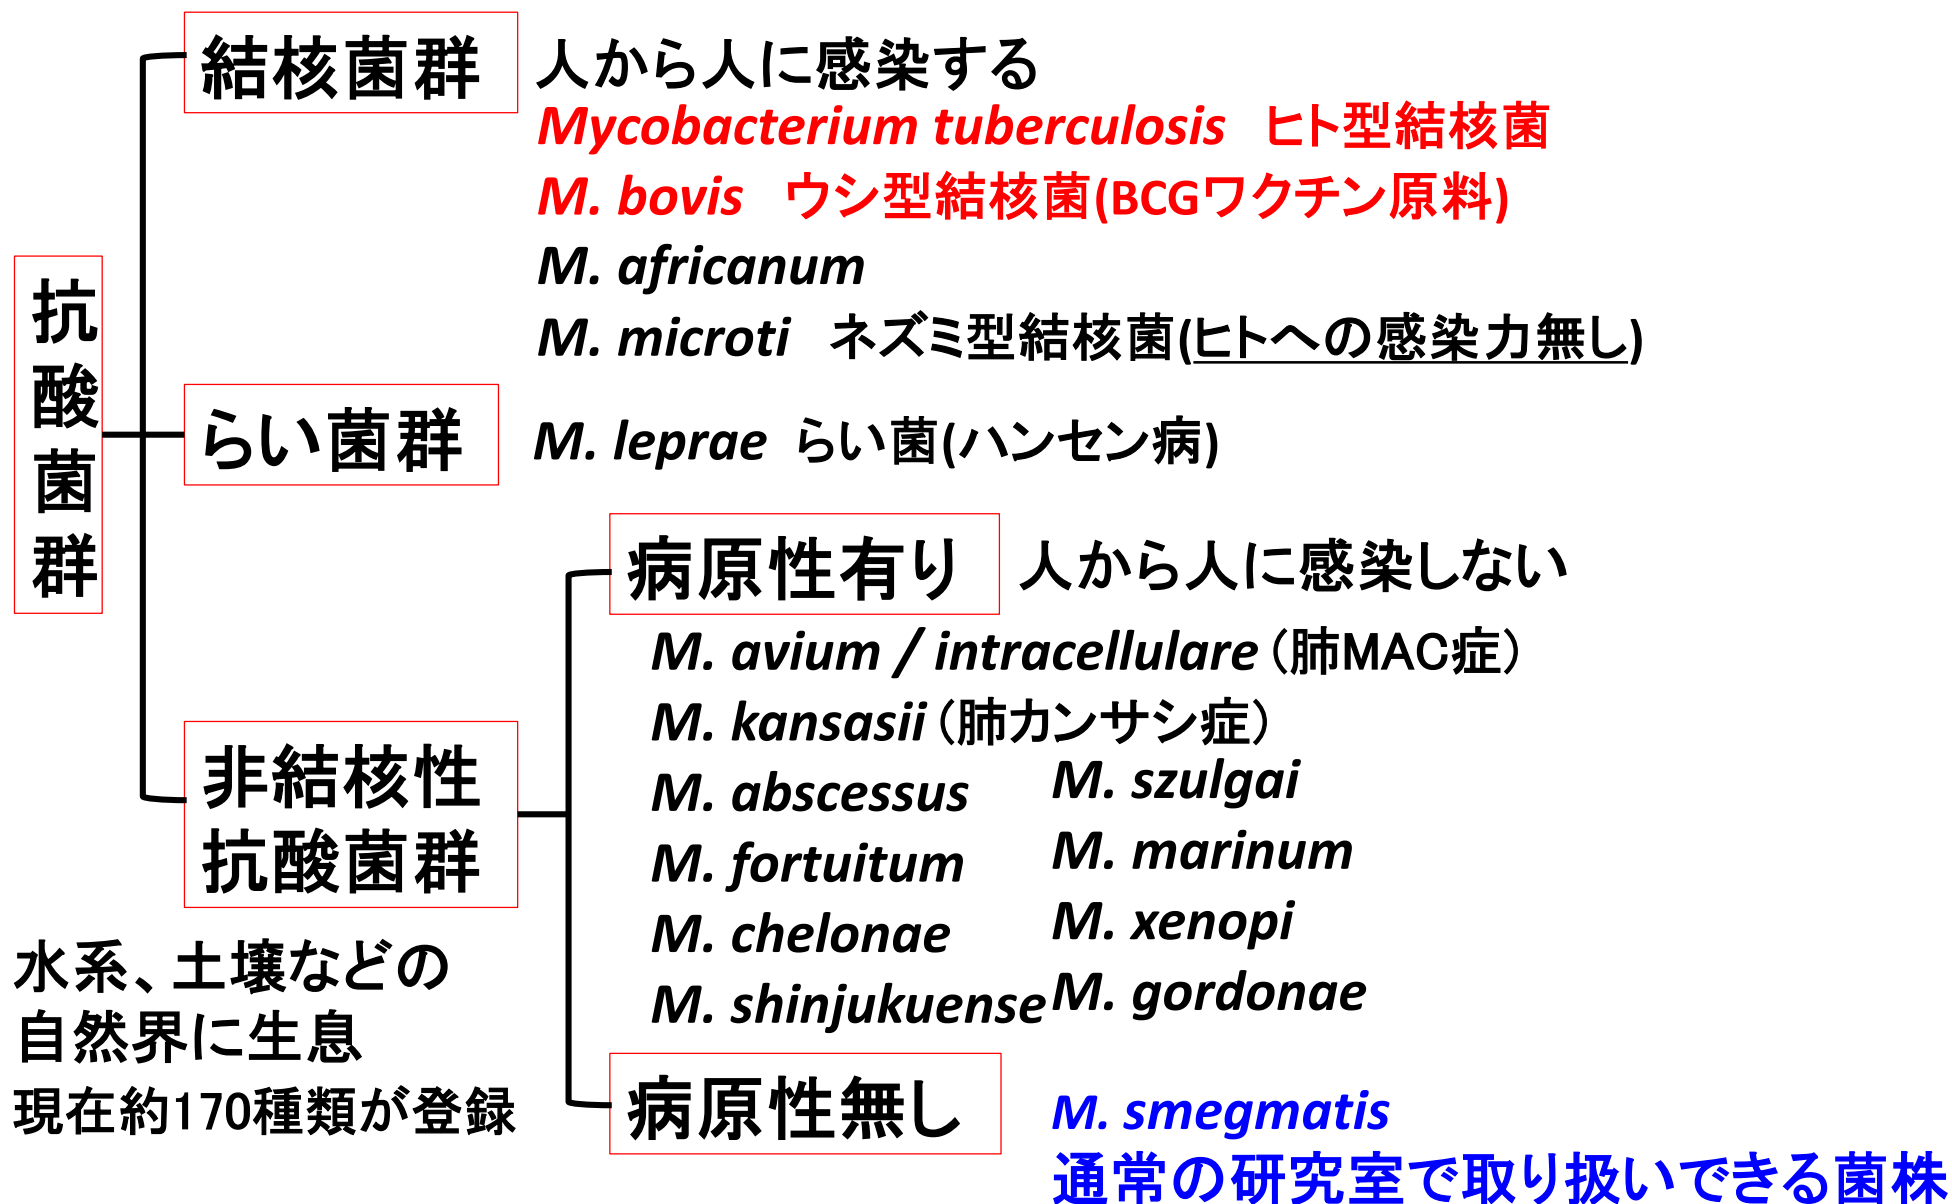 抗酸菌群
結核菌群
人から人に感染する
Mycobacterium tuberculosis ヒト型結核菌
M. bovis ウシ型結核菌(BCGワクチン原料)
M. africanum
M. microti ネズミ型結核菌(ヒトへの感染力無し)
らい菌群
M. leprae らい菌(ハンセン病)
非結核性
抗酸菌群
水系、土壌などの
自然界に生息
現在約170種類が登録
病原性有り
人から人に感染しない
M. avium / intracellulare（肺MAC症）
M. kansasii（肺カンサシ症）
M. abscessus
M. fortuitum
M. chelonae
M. shinjukuense
M. szulgai
M. marinum
M. xenopi
M. gordonae
病原性無し
M. smegmatis
通常の研究室で取り扱いできる菌株